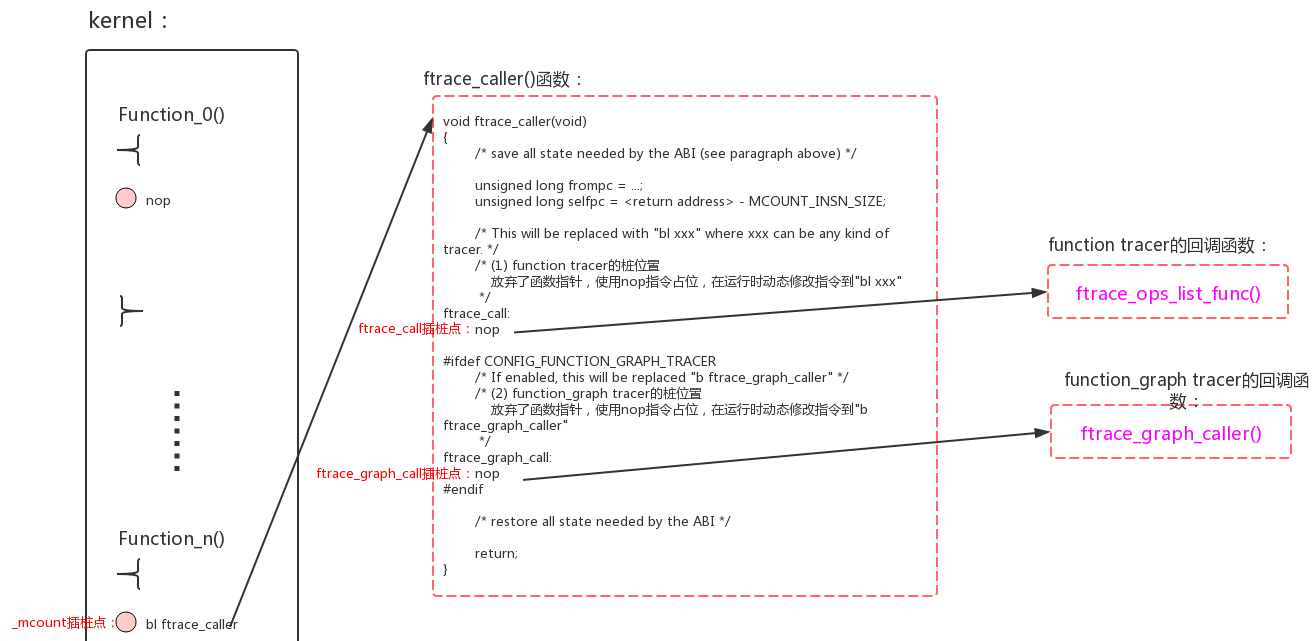 kernel：
Function_0()
nop
Function_n()
_mcount插桩点：
bl ftrace_caller
ftrace_caller()函数：
void ftrace_caller(void)
{
/* save all state needed by the ABI (see paragraph above) */
unsigned long frompc = ...;
unsigned long selfpc = <return address> - MCOUNT_INSN_SIZE;
/* This will be replaced with "bl xxx" where xxx can be any kind of
tracer. */
/* (1) function tracer的桩位置
放弃了函数指针，使用nop指令占位，在运行时动态修改指令到"bl xxx"
*/
ftrace_call:
ftrace_call插桩点：nop
#ifdef CONFIG_FUNCTION_GRAPH_TRACER
/* If enabled, this will be replaced "b ftrace_graph_caller" */
/* (2) function_graph tracer的桩位置
放弃了函数指针，使用nop指令占位，在运行时动态修改指令到"b
ftrace_graph_caller"
*/
ftrace_graph_call:
ftrace_graph_call插桩点：nop
#endif
/* restore all state needed by the ABI */
return;
}
function tracer的回调函数：
ftrace_ops_list_func()
function_graph tracer的回调函
数：
ftrace_graph_caller()